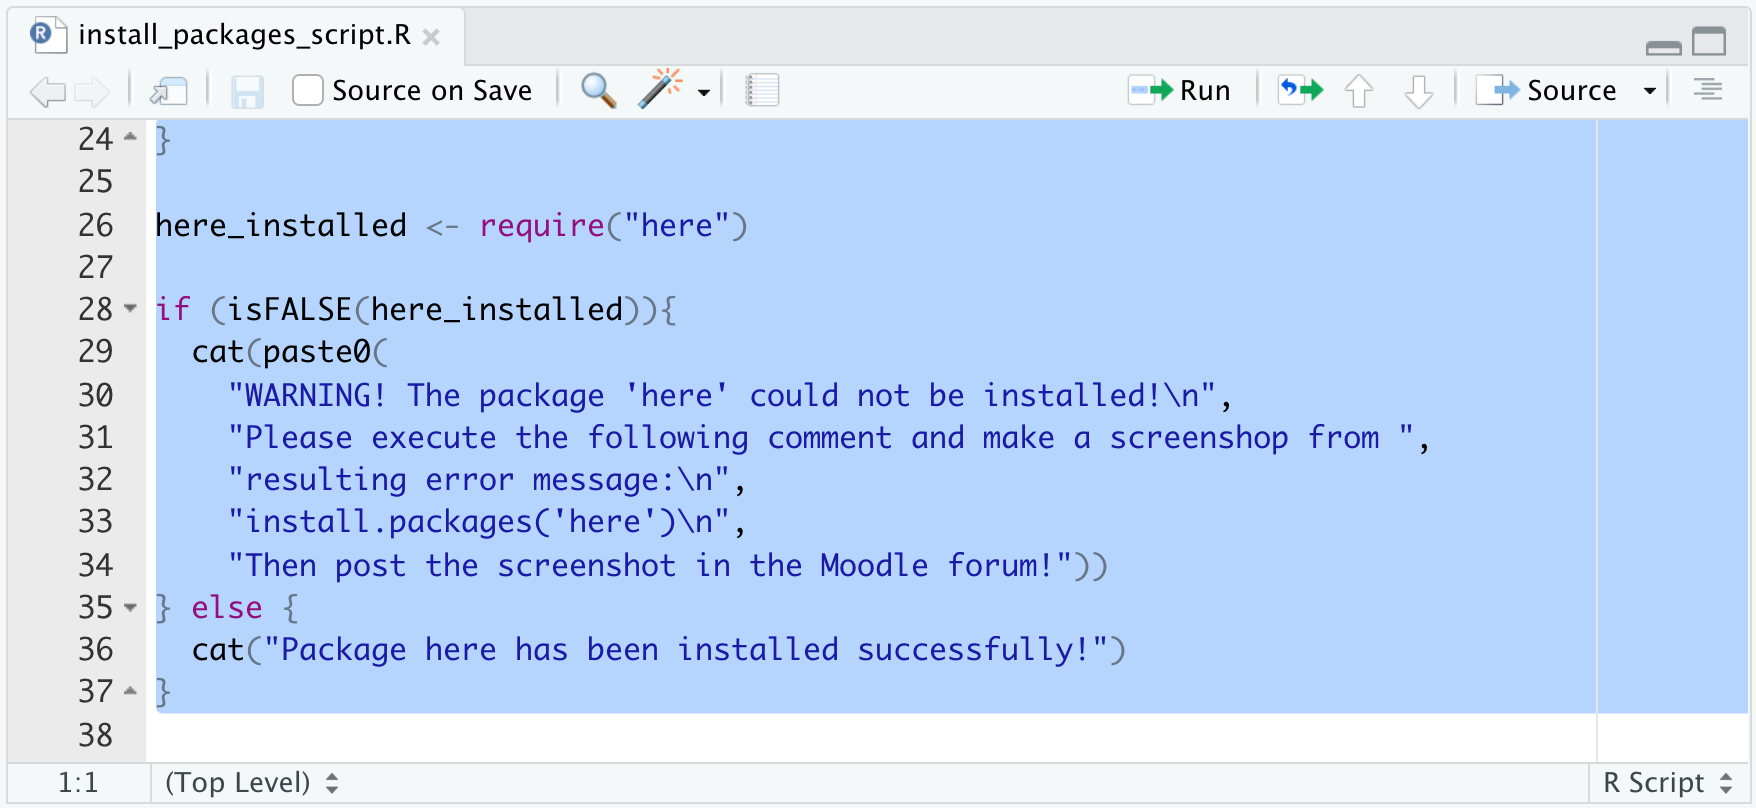 R install_packages_script.R
Source on Save
Run
Source
24 }
25
26 here_installed <- require("here")
27
28 if (isFALSE(here_installed)){
29   cat(paste0(
30     "WARNING! The package 'here' could not be installed!\n",
31     "Please execute the following comment and make a screenshop from ",
32     "resulting error message:\n",
33     "install.packages('here')\n",
34     "Then post the screenshot in the Moodle forum!"))
35 } else {
36   cat("Package here has been installed successfully!")
37 }
38
1:1 (Top Level) R Script